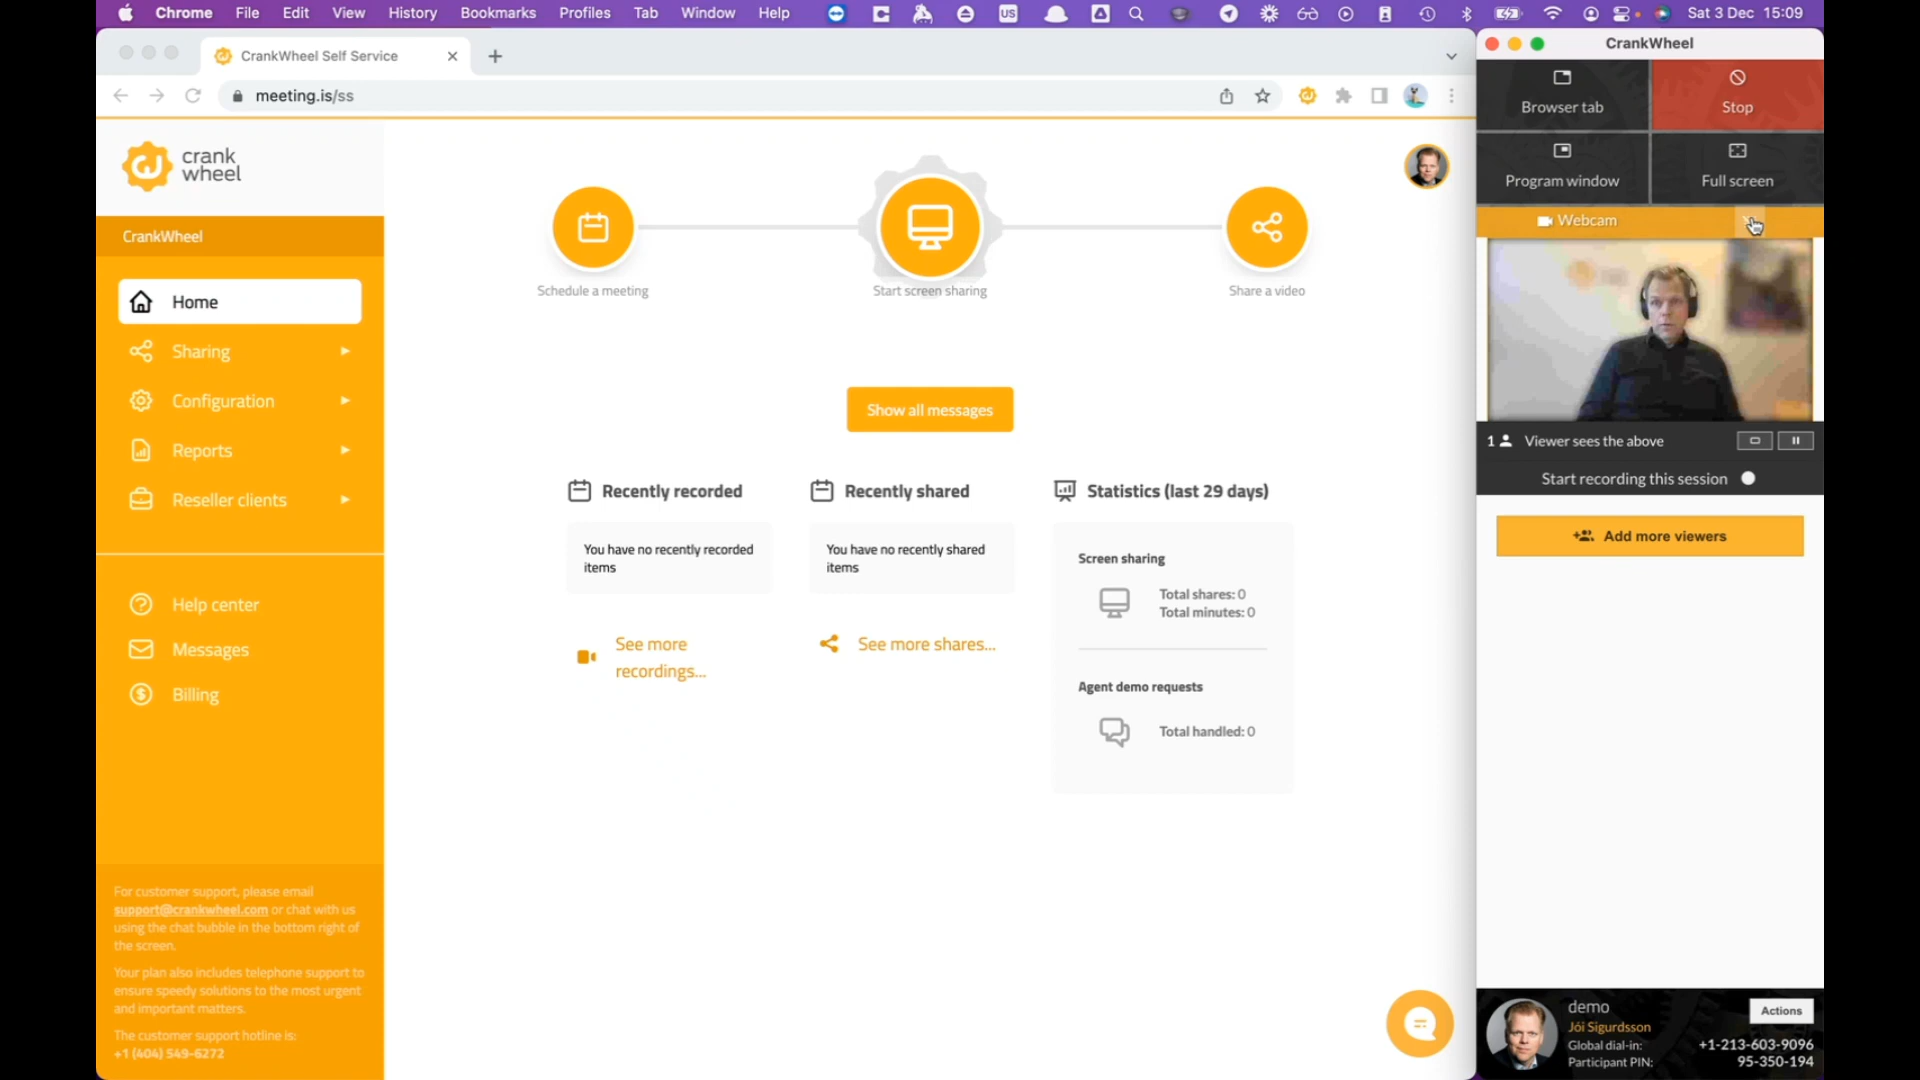 Chrome File Edit View History Bookmarks Profiles Tab Window Help US Sat 3 Dec 15:09
CrankWheel Self Service
meeting.is/ss
crank
wheel
CrankWheel
Home
Sharing
Configuration
Reports
Reseller clients
Help center
Messages
Billing
For customer support, please email
support@crankwheel.com or chat with us
using the chat bubble in the bottom right of
the screen.
Your plan also includes telephone support to
ensure speedy solutions to the most urgent
and important matters.
The customer support hotline is:
+1 (404) 549-6272
Schedule a meeting
Start screen sharing
Share a video
Show all messages
Recently recorded
You have no recently recorded
items
See more
recordings...
Recently shared
You have no recently shared
items
See more shares...
Statistics (last 29 days)
Screen sharing
Total shares: 0
Total minutes: 0
Agent demo requests
Total handled: 0
CrankWheel
Browser tab
Stop
Program window
Full screen
Webcam
1 Viewer sees the above
Start recording this session
Add more viewers
demo
Actions
Jói Sigurdsson
Global dial-in: +1-213-603-9096
Participant PIN: 95-350-194